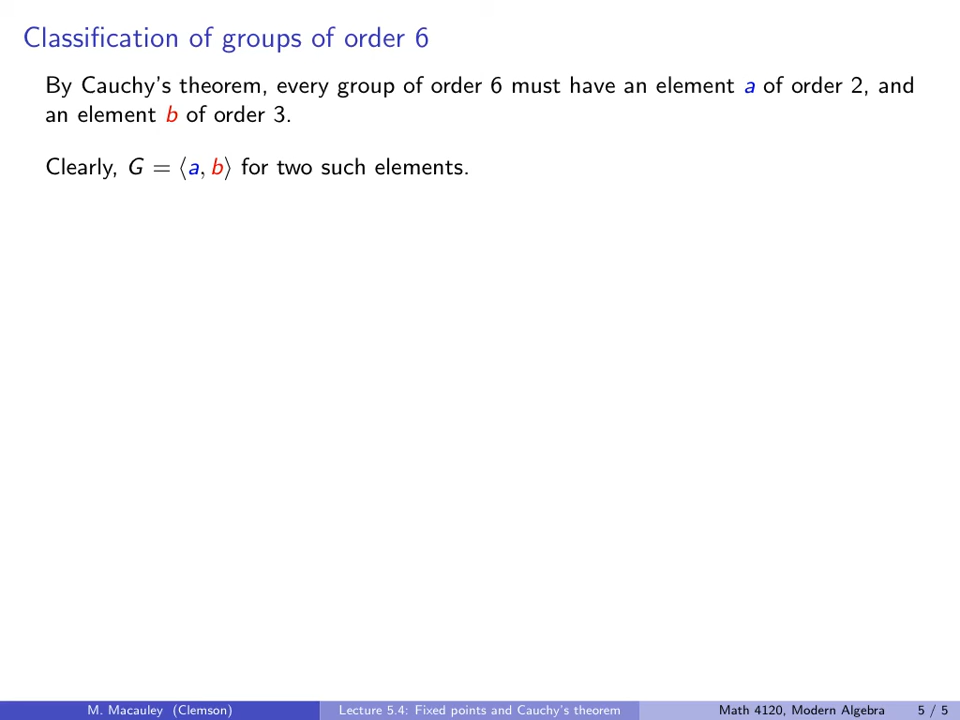 Classification of groups of order 6
By Cauchy's theorem, every group of order 6 must have an element a of order 2, and
an element b of order 3.
Clearly, G = ⟨a, b⟩ for two such elements.
M. Macauley (Clemson) Lecture 5.4: Fixed points and Cauchy's theorem Math 4120, Modern Algebra 5 / 5